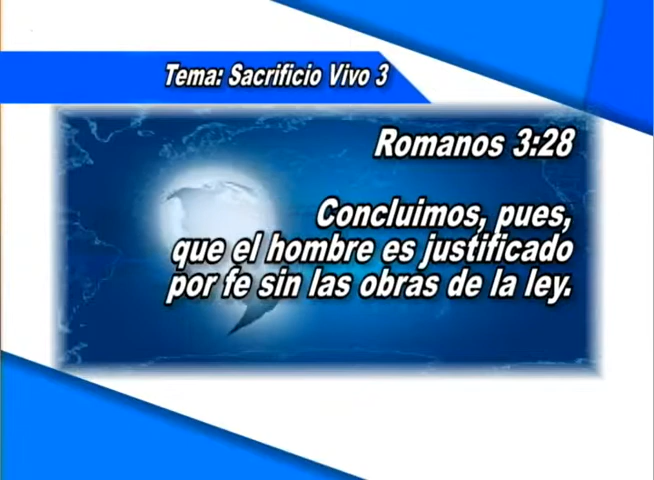 Tema: Sacrificio Vivo 3
Romanos 3:28
Concluimos, pues,
que el hombre es justificado
por fe sin las obras de la ley.